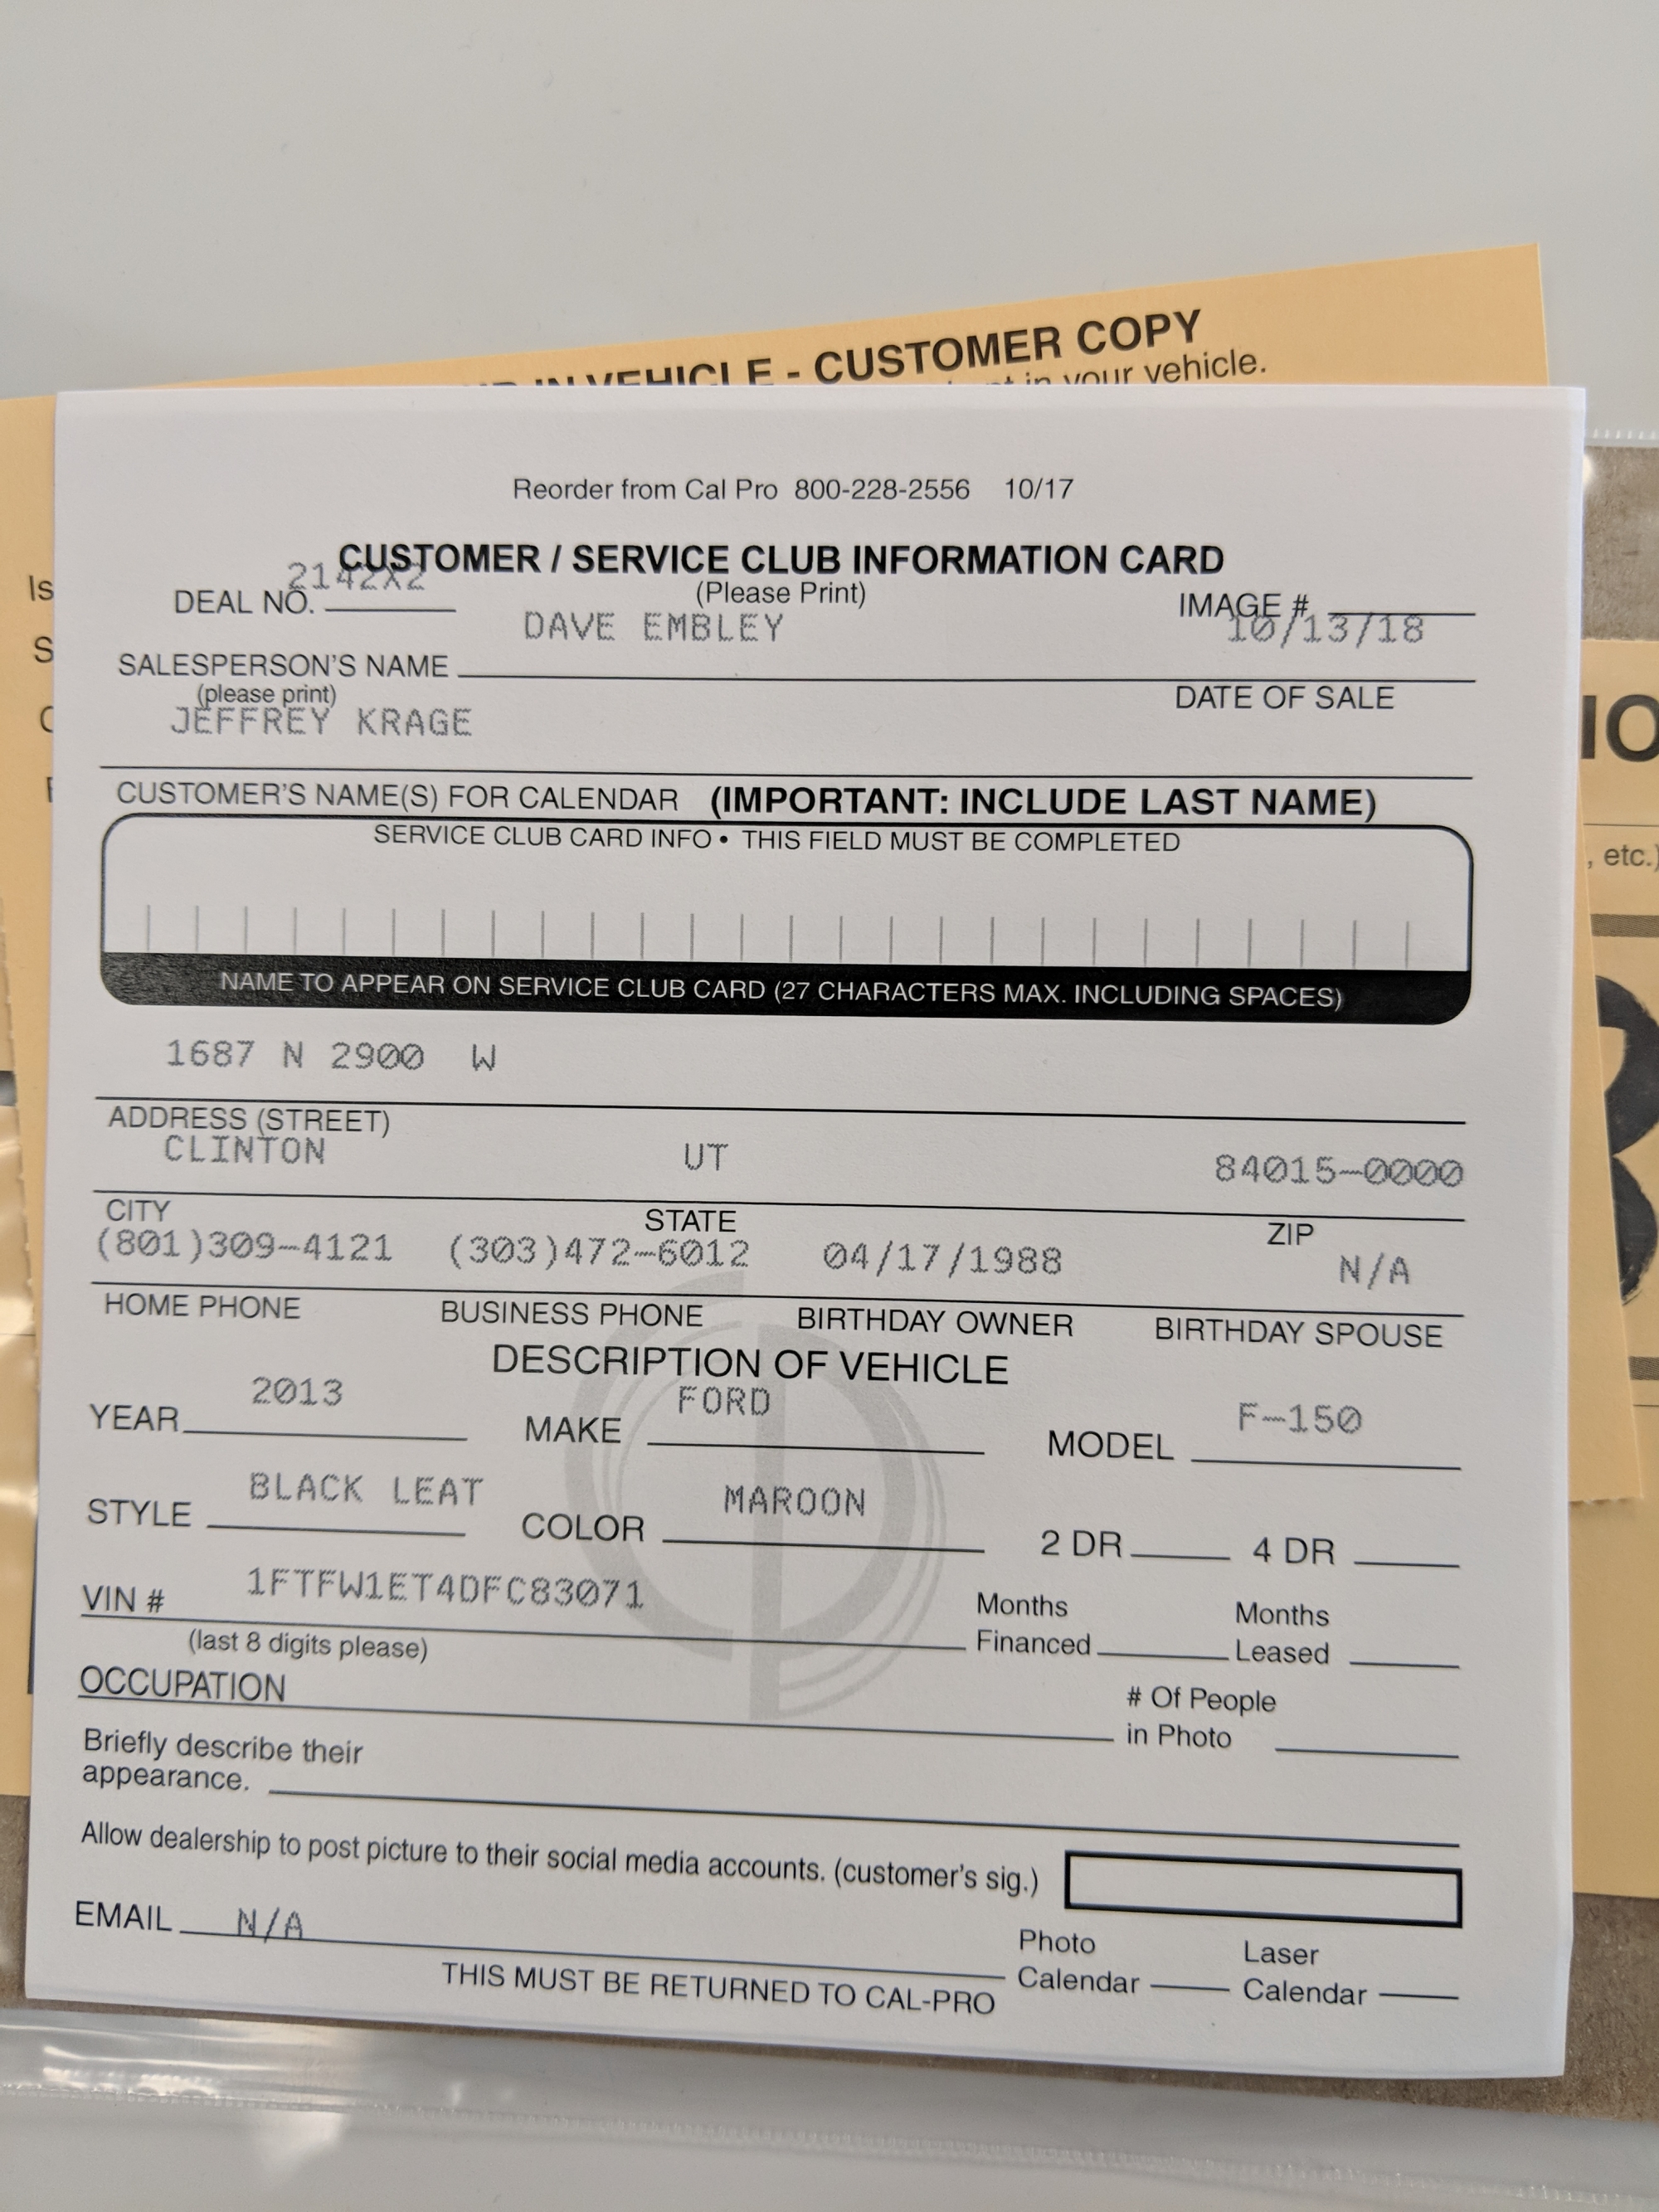 VEHICLE - CUSTOMER COPY
in your vehicle.
Reorder from Cal Pro 800-228-2556 10/17
CUSTOMER / SERVICE CLUB INFORMATION CARD
2142X2
DEAL NO.
(Please Print)
IMAGE #
DAVE EMBLEY
10/13/18
SALESPERSON'S NAME
(please print)
DATE OF SALE
JEFFREY KRAGE
CUSTOMER'S NAME(S) FOR CALENDAR (IMPORTANT: INCLUDE LAST NAME)
SERVICE CLUB CARD INFO • THIS FIELD MUST BE COMPLETED
, etc.)
NAME TO APPEAR ON SERVICE CLUB CARD (27 CHARACTERS MAX. INCLUDING SPACES)
1687 N 2900 W
ADDRESS (STREET)
CLINTON UT 84015-0000
CITY STATE ZIP
(801)309-4121 (303)472-6012 04/17/1988 N/A
HOME PHONE BUSINESS PHONE BIRTHDAY OWNER BIRTHDAY SPOUSE
DESCRIPTION OF VEHICLE
2013 FORD F-150
YEAR MAKE MODEL
BLACK LEAT MAROON
STYLE COLOR 2 DR 4 DR
1FTFW1ET4DFC83071
VIN # Months Financed Months Leased
(last 8 digits please)
OCCUPATION # Of People in Photo
Briefly describe their
appearance.
Allow dealership to post picture to their social media accounts. (customer's sig.)
EMAIL N/A
Photo Calendar Laser Calendar
THIS MUST BE RETURNED TO CAL-PRO